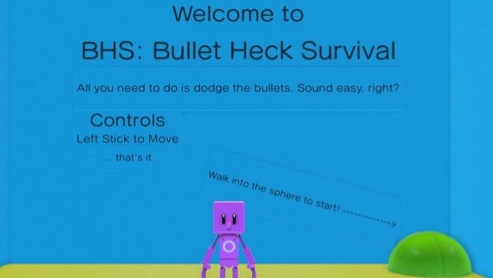 Welcome to
BHS: Bullet Heck Survival
All you need to do is dodge the bullets. Sound easy, right?
Controls
Left Stick to Move
... that's it
Walk into the sphere to start! ----------->